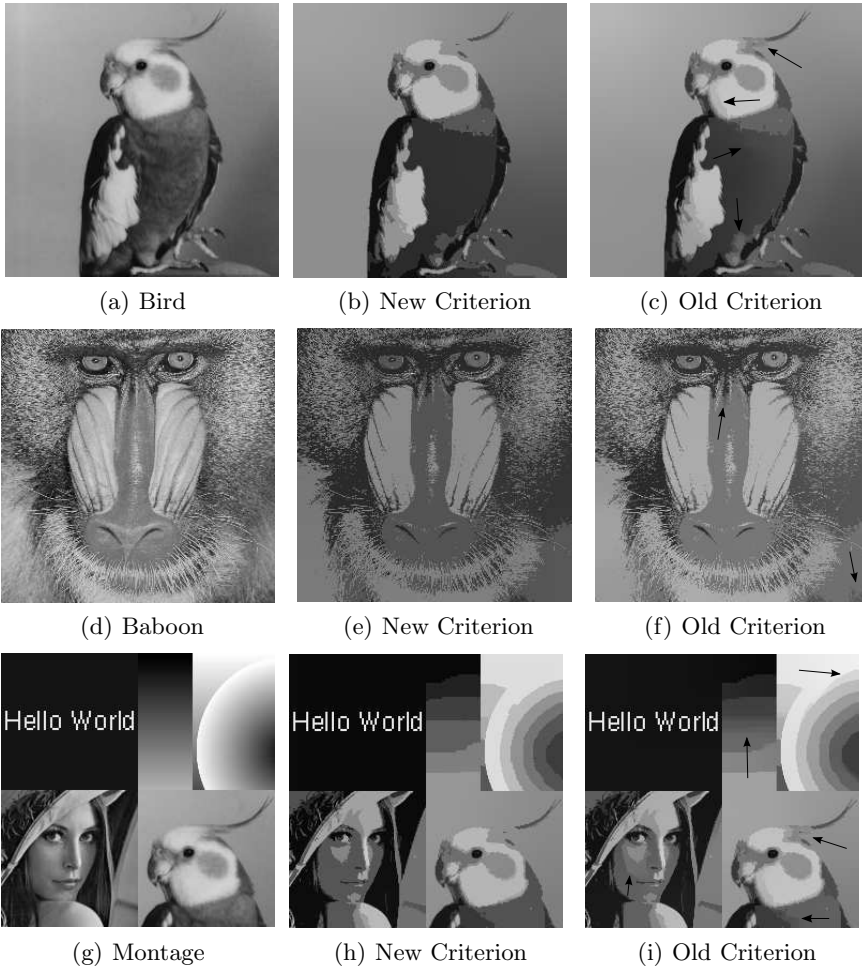 (a) Bird
(b) New Criterion
(c) Old Criterion
(d) Baboon
(e) New Criterion
(f) Old Criterion
Hello World
Hello World
Hello World
(g) Montage
(h) New Criterion
(i) Old Criterion